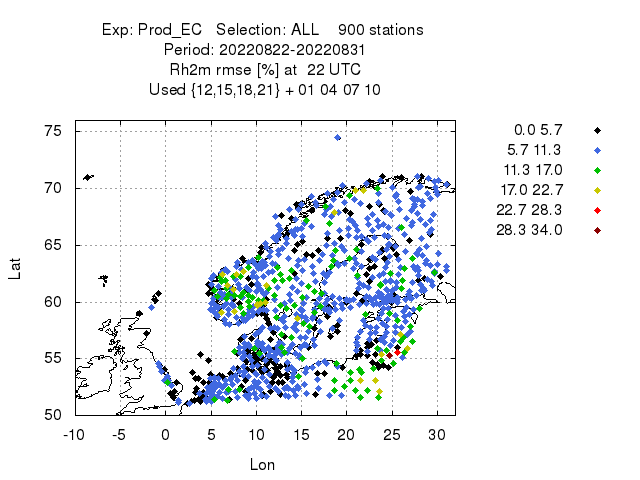 Exp: Prod_EC Selection: ALL 900 stations
Period: 20220822-20220831
Rh2m rmse [%] at 22 UTC
Used {12,15,18,21} + 01 04 07 10
0.0 5.7
5.7 11.3
11.3 17.0
17.0 22.7
22.7 28.3
28.3 34.0
75
70
65
60
55
50
Lat
-10 -5 0 5 10 15 20 25 30
Lon